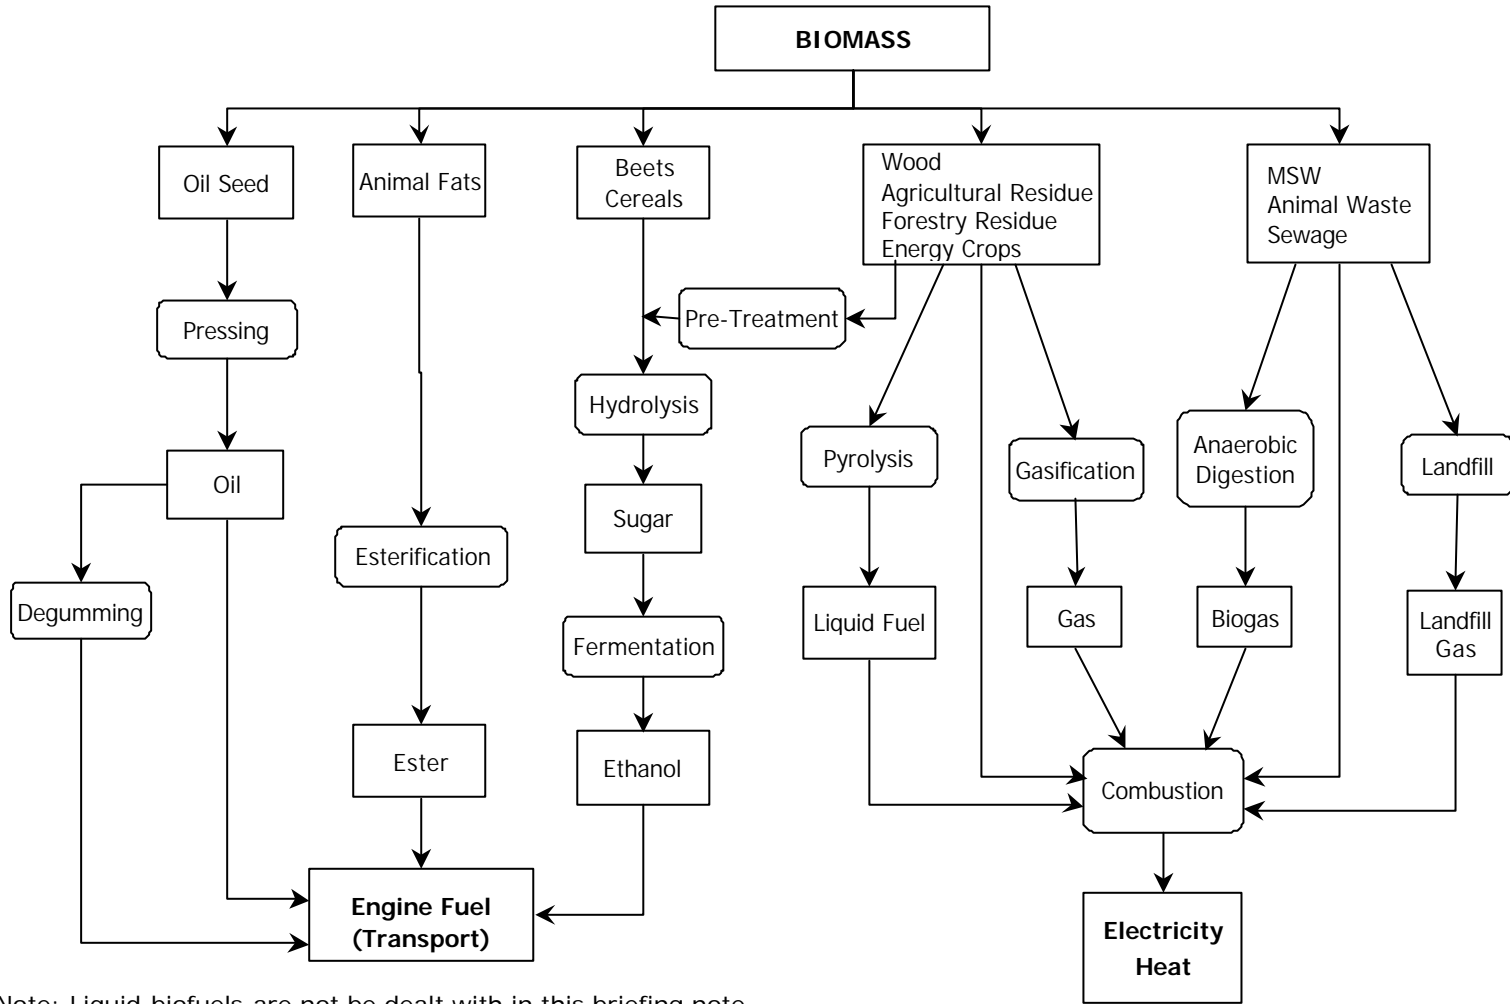 BIOMASS
Oil Seed
Animal Fats
Beets
Cereals
Wood
Agricultural Residue
Forestry Residue
Energy Crops
MSW
Animal Waste
Sewage
Pressing
Pre-Treatment
Hydrolysis
Pyrolysis
Gasification
Anaerobic
Digestion
Landfill
Oil
Sugar
Esterification
Degumming
Fermentation
Liquid Fuel
Gas
Biogas
Landfill
Gas
Ester
Ethanol
Combustion
Engine Fuel
(Transport)
Electricity
Heat
Note: Liquid biofuels are not be dealt with in this briefing note